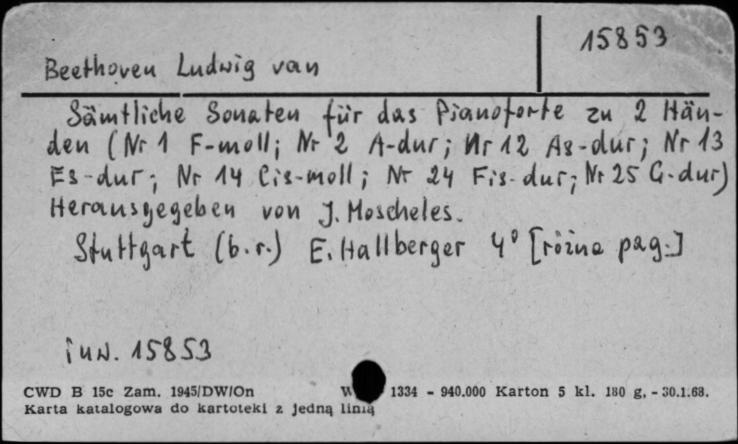 15853
Beethoven Ludwig van
Sämtliche Sonaten für das Pianoforte zu 2 Hän-
den (Nr 1 F-moll; Nr 2 A-dur; Nr 12 As-dur; Nr 13
Es-dur; Nr 14 Cis-moll; Nr 24 Fis-dur; Nr 25 G-dur)
Herausgegeben von J. Moscheles.
Stuttgart (b.r.) E. Hallberger 4° [różna pag.]
inw. 15853
CWD B 15c Zam. 1945/DW/On 1334 - 940.000 Karton 5 kl. 180 g. - 30.1.68.
Karta katalogowa do kartoteki z jedną linią